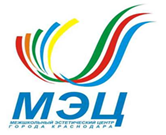 МЭЦ
МЕЖШКОЛЬНЫЙ ЭСТЕТИЧЕСКИЙ ЦЕНТР
ГОРОДА КРАСНОДАРА